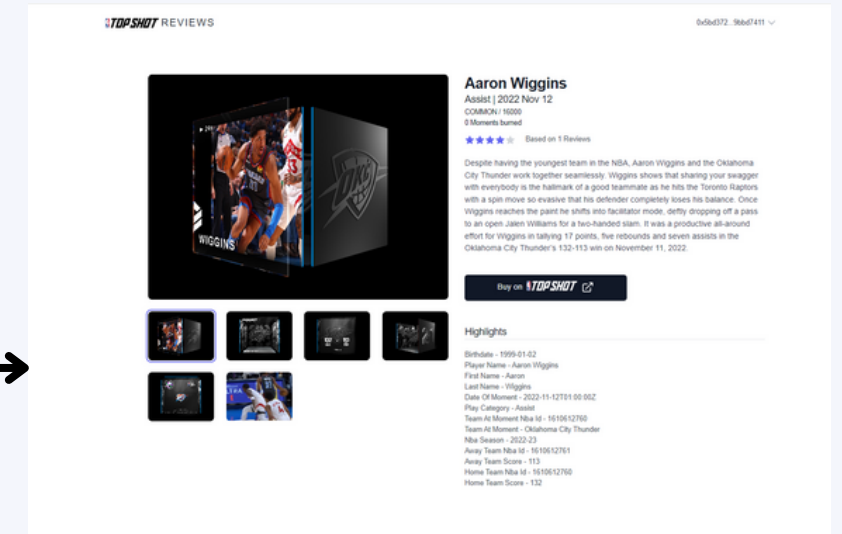 TOP SHOT REVIEWS
0x5bd372...9bbd7411
WIGGINS
OKC
Aaron Wiggins
Assist | 2022 Nov 12
COMMON / 16000
0 Moments burned
Based on 1 Reviews
Despite having the youngest team in the NBA, Aaron Wiggins and the Oklahoma
City Thunder work together seamlessly. Wiggins shows that sharing your swagger
with everybody is the hallmark of a good teammate as he hits the Toronto Raptors
with a spin move so evasive that his defender completely loses his balance. Once
Wiggins reaches the paint he shifts into facilitator mode, deftly dropping off a pass
to an open Jalen Williams for a two-handed slam. It was a productive all-around
effort for Wiggins in tallying 17 points, five rebounds and seven assists in the
Oklahoma City Thunder's 132-113 win on November 11, 2022.
Buy on TOP SHOT
Highlights
Birthdate - 1999-01-02
Player Name - Aaron Wiggins
First Name - Aaron
Last Name - Wiggins
Date Of Moment - 2022-11-12T01:00:00Z
Play Category - Assist
Team At Moment Nba Id - 1610612760
Team At Moment - Oklahoma City Thunder
Nba Season - 2022-23
Away Team Nba Id - 1610612761
Away Team Score - 113
Home Team Nba Id - 1610612760
Home Team Score - 132